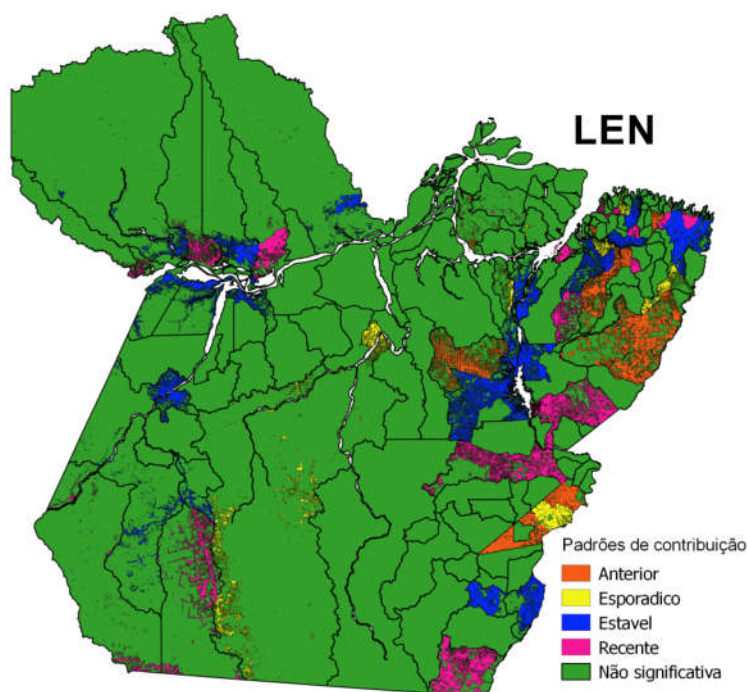 LEN
Padrões de contribuição
Anterior
Esporadico
Estavel
Recente
Não significativa